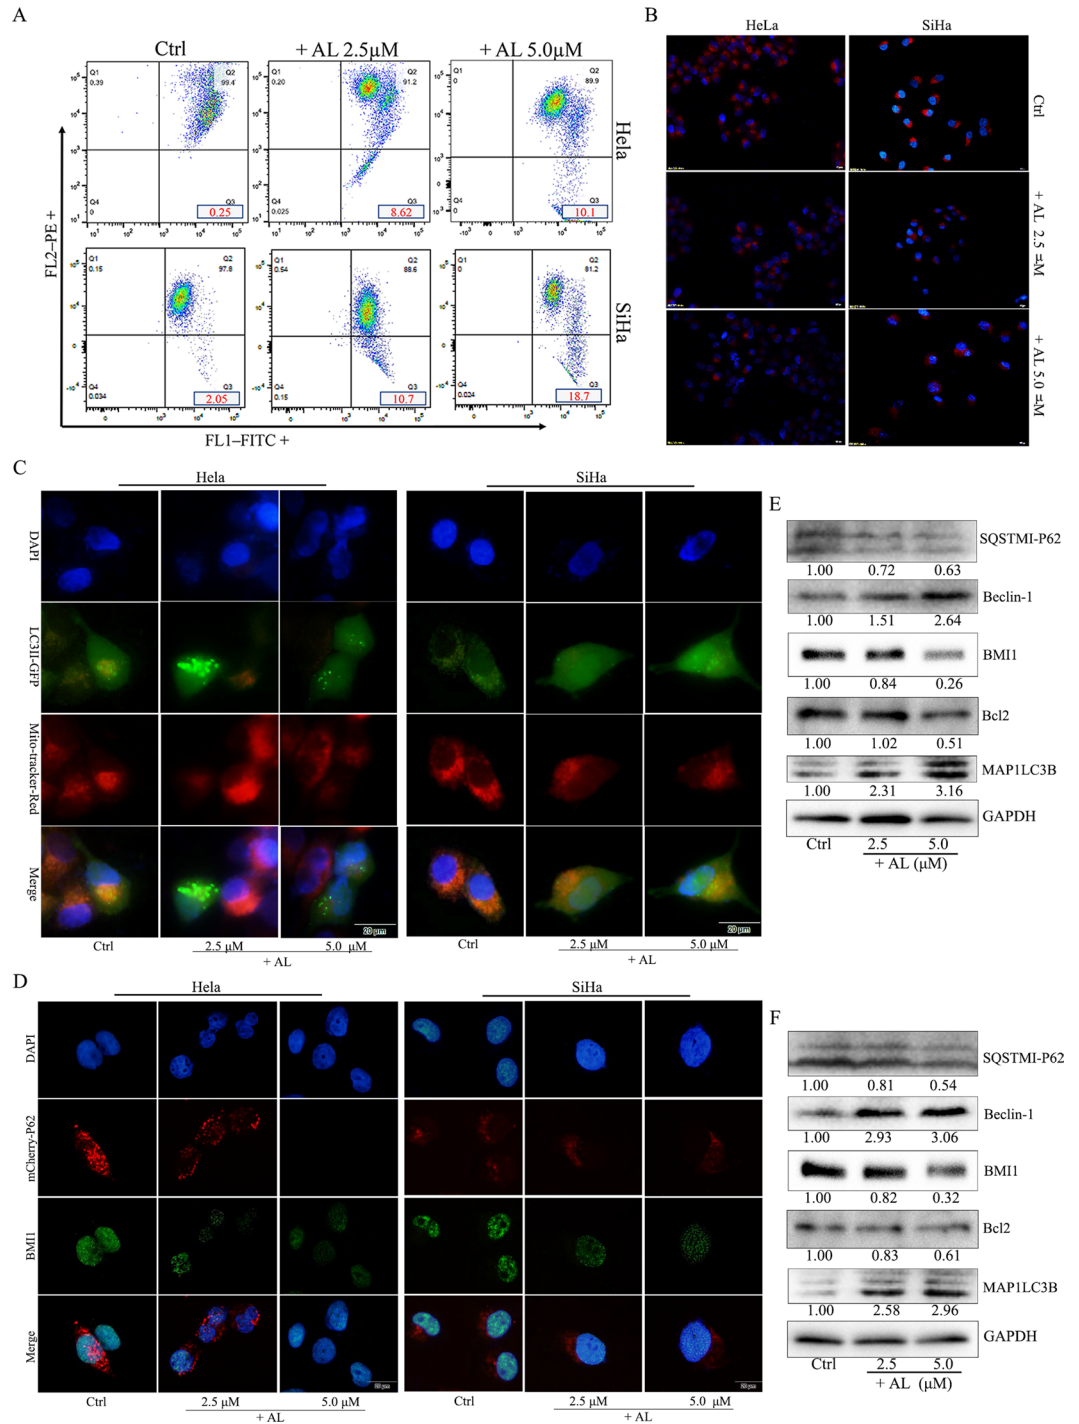 A
Ctrl
+ AL 2.5μM
+ AL 5.0μM
Q1
0.39
Q2
99.4
Q4
0
Q3
0.25
Q1
0.20
Q2
91.2
Q4
0.025
Q3
8.62
Q1
0
Q2
89.9
Q4
0
Q3
10.1
Hela
Q1
0.15
Q2
97.8
Q4
0.034
Q3
2.05
Q1
0.54
Q2
88.6
Q4
0.15
Q3
10.7
Q1
0
Q2
81.2
Q4
0.024
Q3
18.7
SiHa
FL2–PE +
FL1–FITC +
B
HeLa
SiHa
Ctrl
+ AL 2.5 =M
+ AL 5.0 =M
C
Hela
SiHa
DAPI
LC3II-GFP
Mito-tracker-Red
Merge
20 μm
20 μm
Ctrl
2.5 μM
5.0 μM
+ AL
Ctrl
2.5 μM
5.0 μM
+ AL
D
Hela
SiHa
DAPI
mCherry-P62
BMI1
Merge
20 μm
20 μm
Ctrl
2.5 μM
5.0 μM
+ AL
Ctrl
2.5 μM
5.0 μM
+ AL
E
SQSTMI-P62
1.00 0.72 0.63
Beclin-1
1.00 1.51 2.64
BMI1
1.00 0.84 0.26
Bcl2
1.00 1.02 0.51
MAP1LC3B
1.00 2.31 3.16
GAPDH
Ctrl 2.5 5.0
+ AL (μM)
F
SQSTMI-P62
1.00 0.81 0.54
Beclin-1
1.00 2.93 3.06
BMI1
1.00 0.82 0.32
Bcl2
1.00 0.83 0.61
MAP1LC3B
1.00 2.58 2.96
GAPDH
Ctrl 2.5 5.0
+ AL (μM)